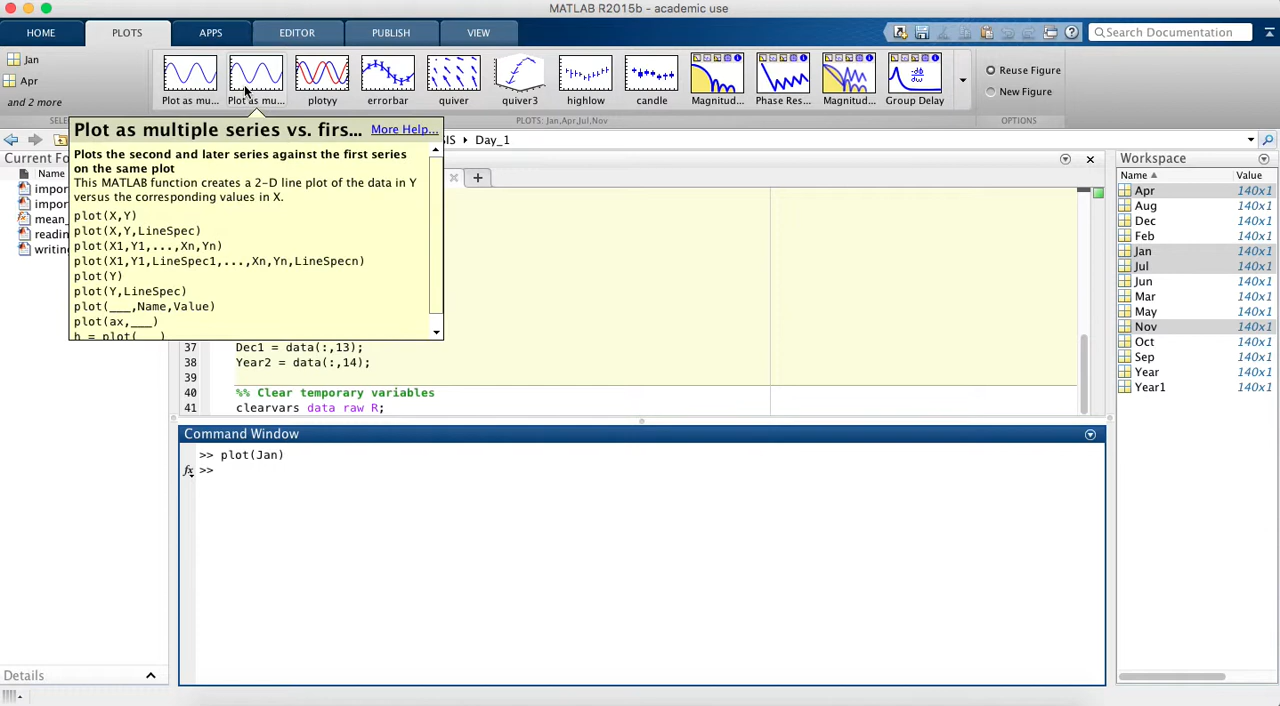 MATLAB R2015b - academic use
HOME PLOTS APPS EDITOR PUBLISH VIEW Search Documentation
Jan
Apr
and 2 more
Plot as mu... Plot as mu... plotyy errorbar quiver quiver3 highlow candle Magnitud... Phase Res... Magnitud... Group Delay
Reuse Figure
New Figure
PLOTS: Jan,Apr,Jul,Nov OPTIONS
Plot as multiple series vs. firs... More Help...
Plots the second and later series against the first series
on the same plot
This MATLAB function creates a 2-D line plot of the data in Y
versus the corresponding values in X.
plot(X,Y)
plot(X,Y,LineSpec)
plot(X1,Y1,...,Xn,Yn)
plot(X1,Y1,LineSpec1,...,Xn,Yn,LineSpecn)
plot(Y)
plot(Y,LineSpec)
plot(___,Name,Value)
plot(ax,___)
h = plot(___)
Day_1
Current Fo
Name
impor
impor
mean_
readin
writin
37 Dec1 = data(:,13);
38 Year2 = data(:,14);
39
40 %% Clear temporary variables
41 clearvars data raw R;
Command Window
>> plot(Jan)
fx >>
Workspace
Name Value
Apr 140x1
Aug 140x1
Dec 140x1
Feb 140x1
Jan 140x1
Jul 140x1
Jun 140x1
Mar 140x1
May 140x1
Nov 140x1
Oct 140x1
Sep 140x1
Year 140x1
Year1 140x1
Details